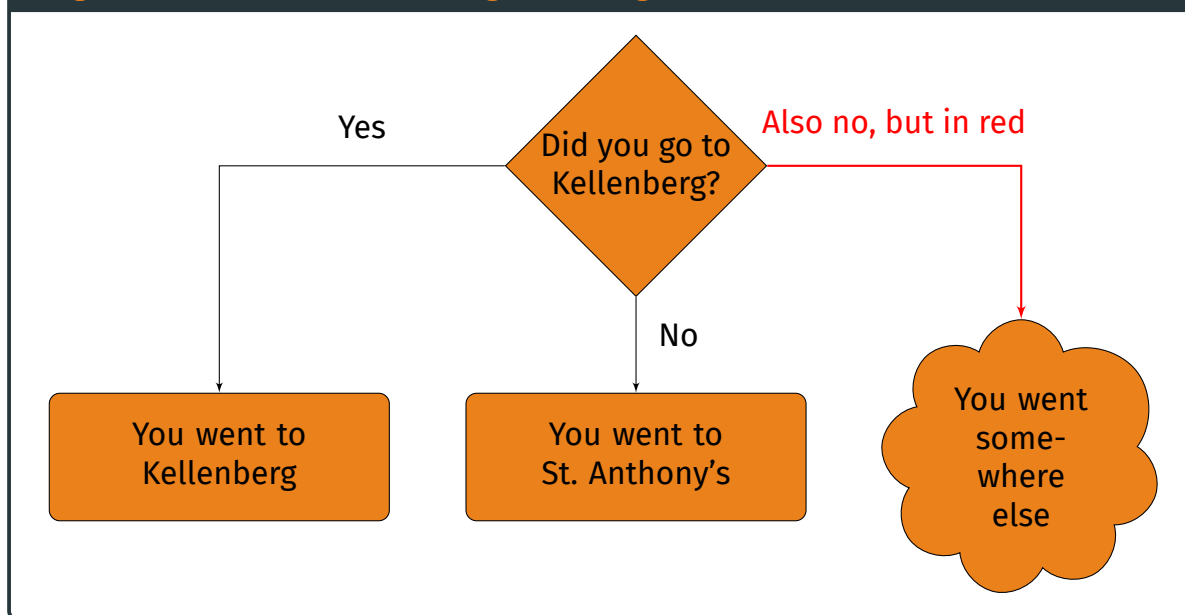 Yes
Also no, but in red
Did you go to
Kellenberg?
No
You went to
Kellenberg
You went to
St. Anthony's
You went
some-
where
else